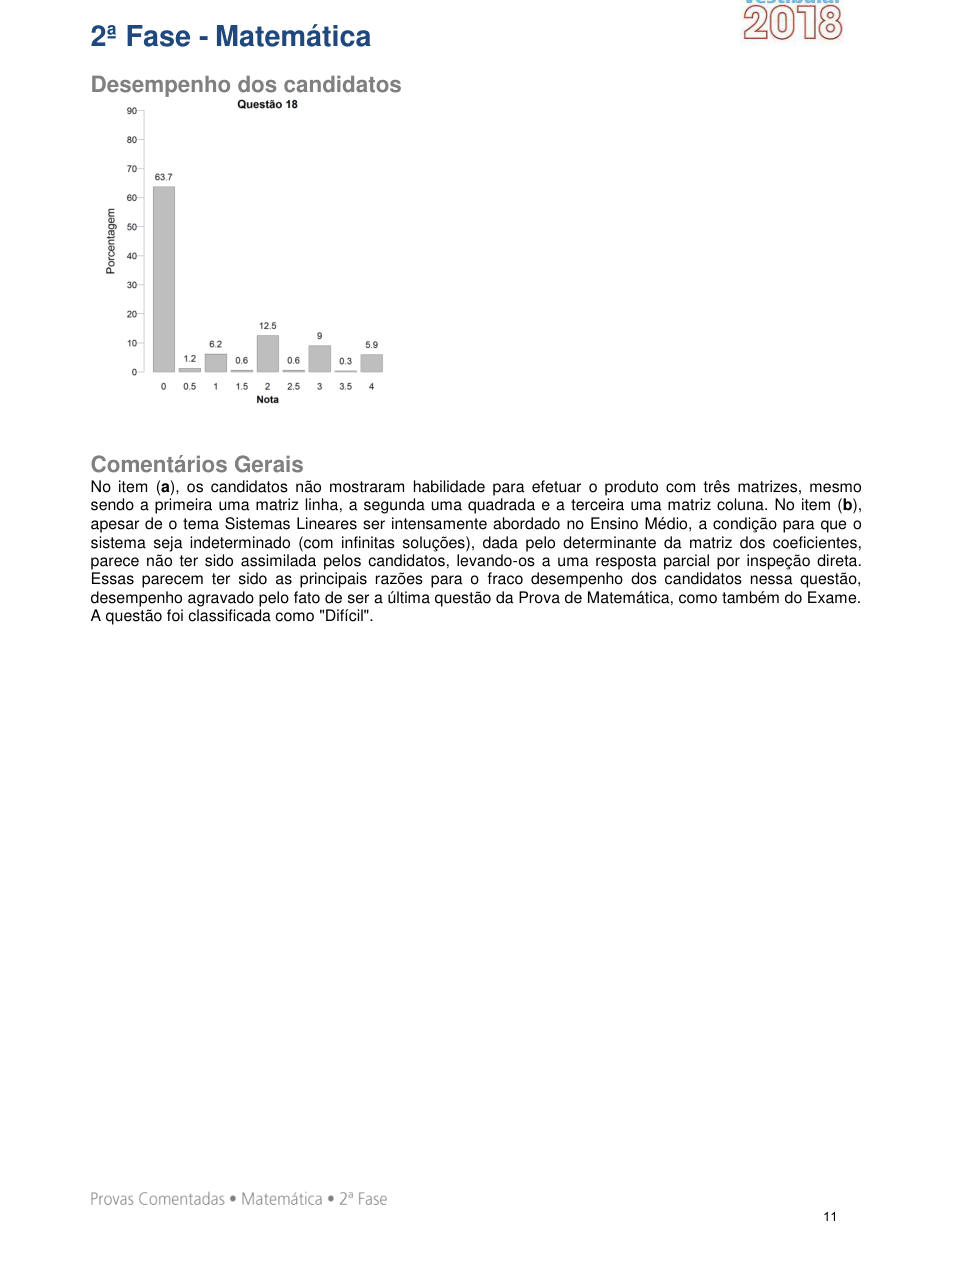 2ª Fase - Matemática
Vestibular
2018
Desempenho dos candidatos
Questão 18
90
80
70
60
50
40
30
20
10
0
Porcentagem
63.7
1.2
6.2
0.6
12.5
0.6
9
0.3
5.9
0 0.5 1 1.5 2 2.5 3 3.5 4
Nota
Comentários Gerais
No item (a), os candidatos não mostraram habilidade para efetuar o produto com três matrizes, mesmo
sendo a primeira uma matriz linha, a segunda uma quadrada e a terceira uma matriz coluna. No item (b),
apesar de o tema Sistemas Lineares ser intensamente abordado no Ensino Médio, a condição para que o
sistema seja indeterminado (com infinitas soluções), dada pelo determinante da matriz dos coeficientes,
parece não ter sido assimilada pelos candidatos, levando-os a uma resposta parcial por inspeção direta.
Essas parecem ter sido as principais razões para o fraco desempenho dos candidatos nessa questão,
desempenho agravado pelo fato de ser a última questão da Prova de Matemática, como também do Exame.
A questão foi classificada como "Difícil".
Provas Comentadas • Matemática • 2ª Fase
11